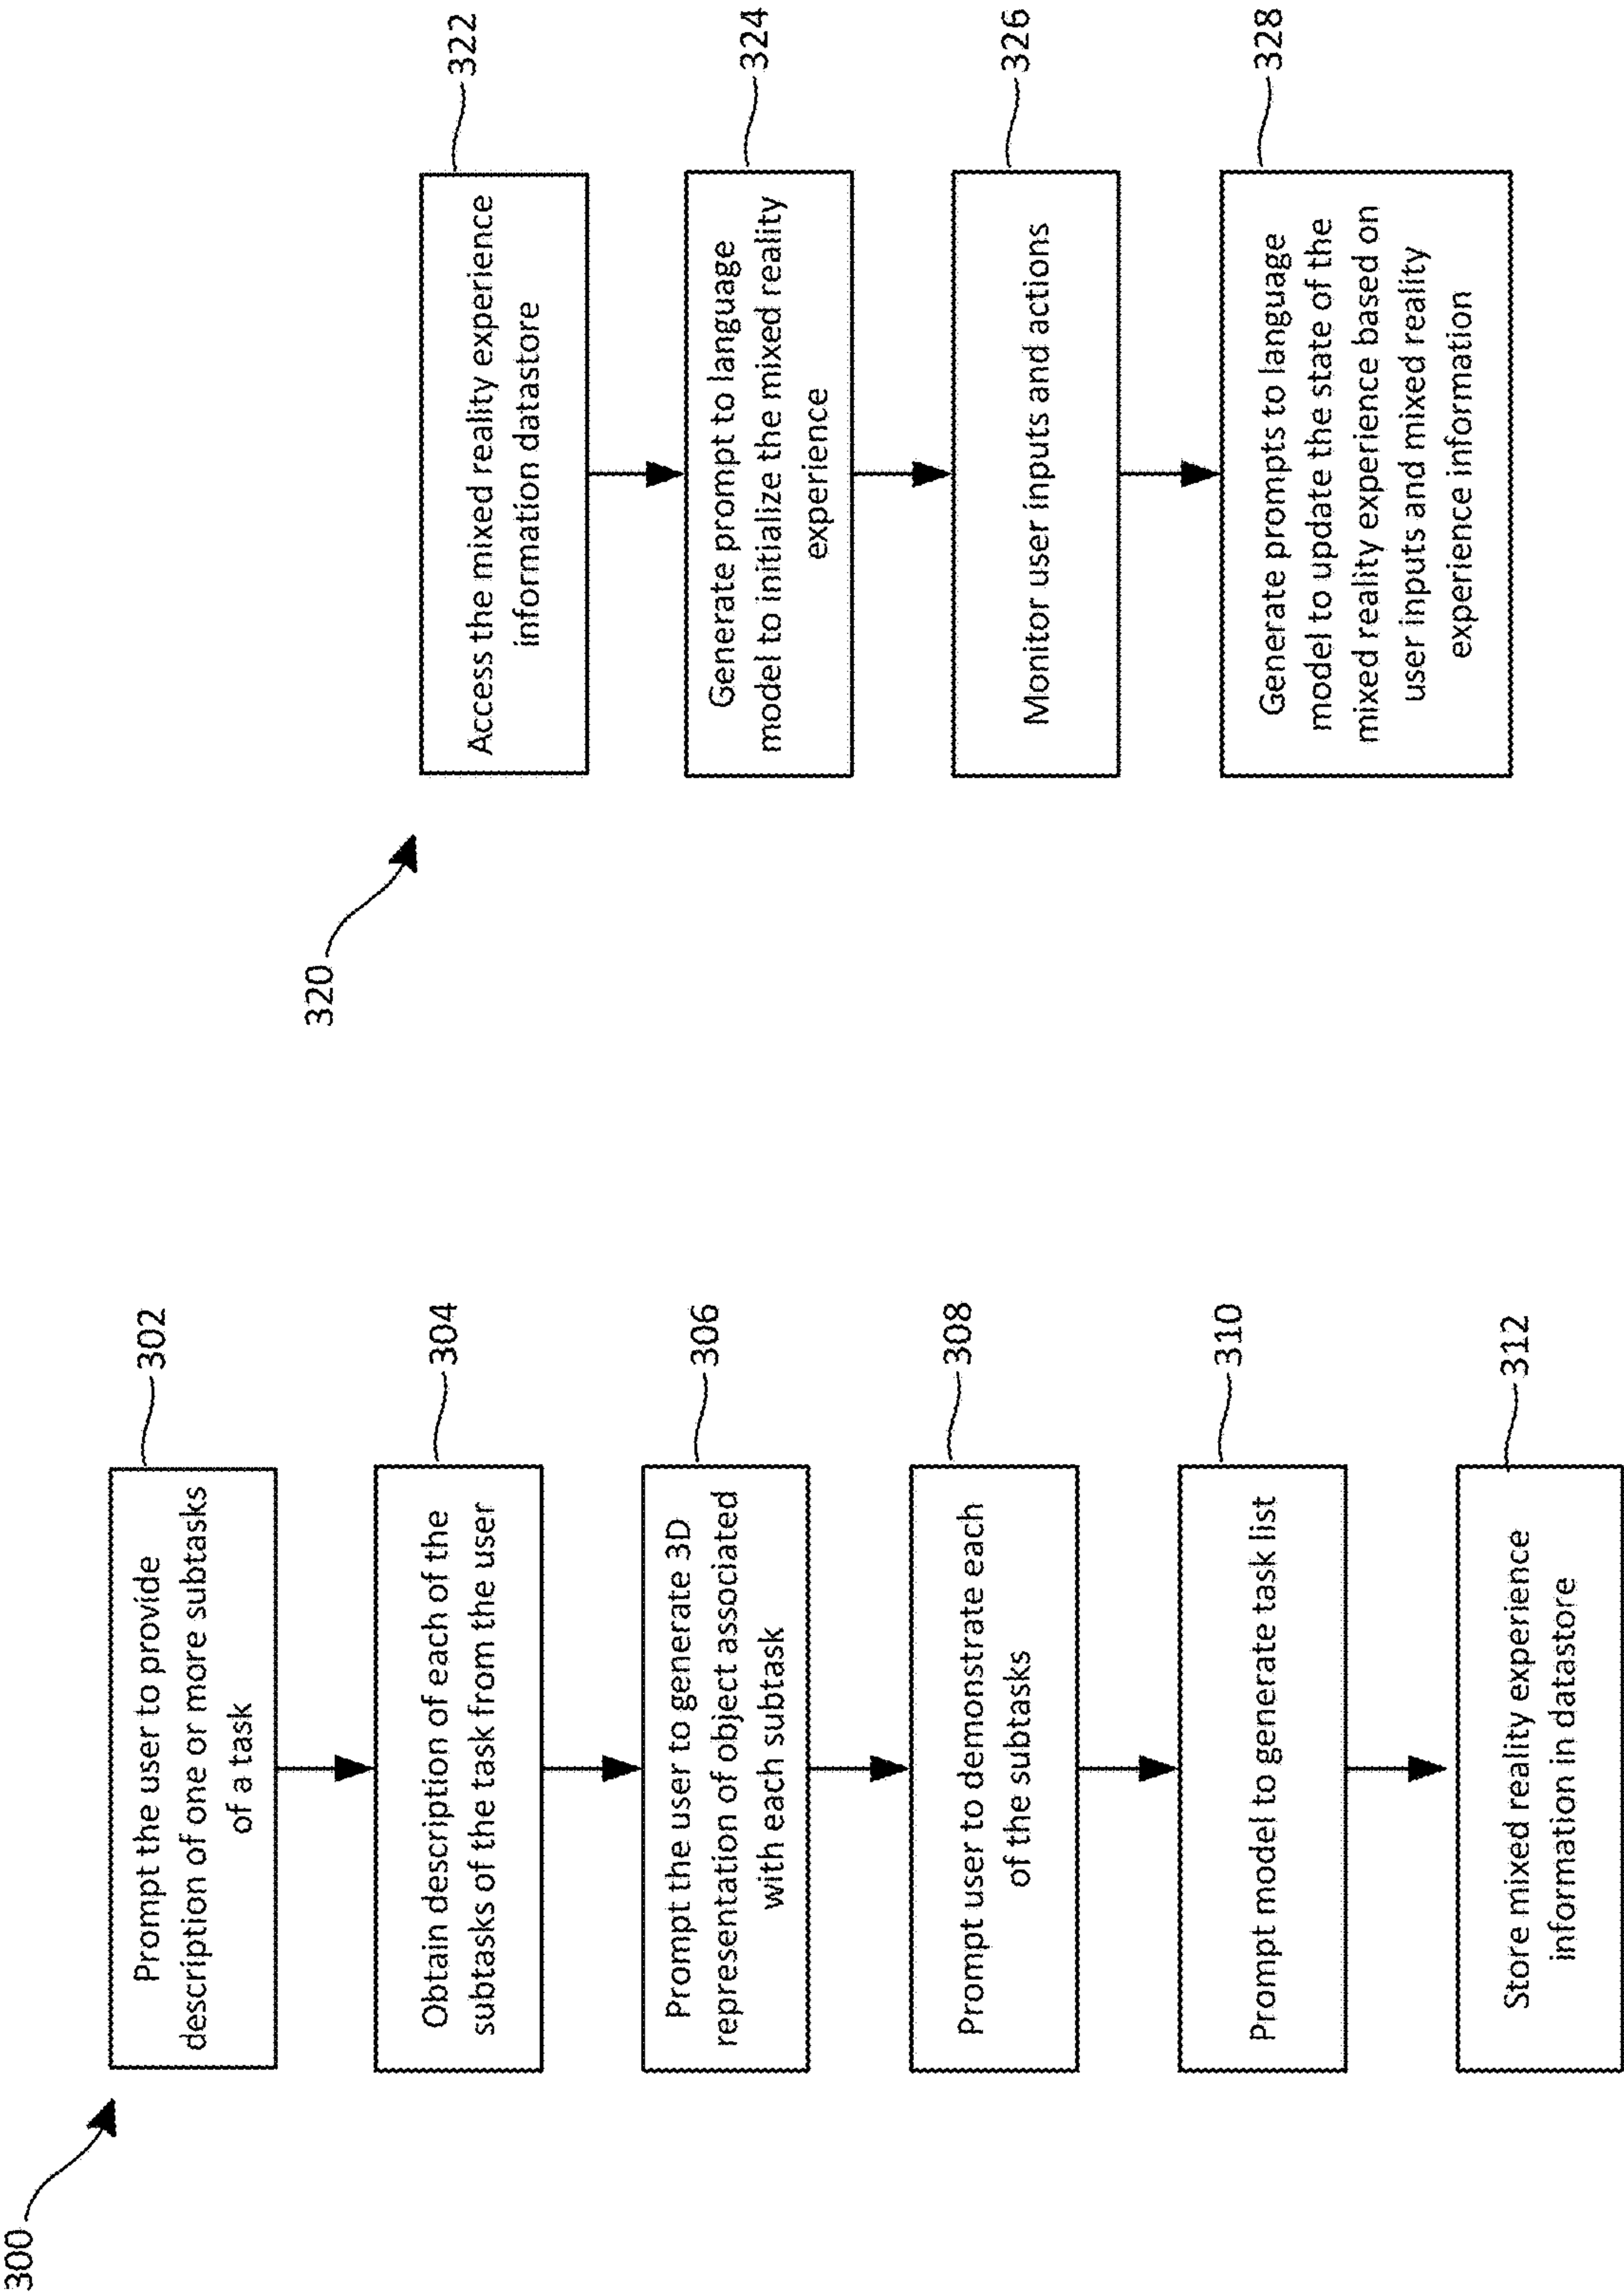 300
Prompt the user to provide
description of one or more subtasks
of a task
302
Obtain description of each of the
subtasks of the task from the user
304
Prompt the user to generate 3D
representation of object associated
with each subtask
306
Prompt user to demonstrate each
of the subtasks
308
Prompt model to generate task list
310
Store mixed reality experience
information in datastore
312
320
Access the mixed reality experience
information datastore
322
Generate prompt to language
model to initialize the mixed reality
experience
324
Monitor user inputs and actions
326
Generate prompts to language
model to update the state of the
mixed reality experience based on
user inputs and mixed reality
experience information
328